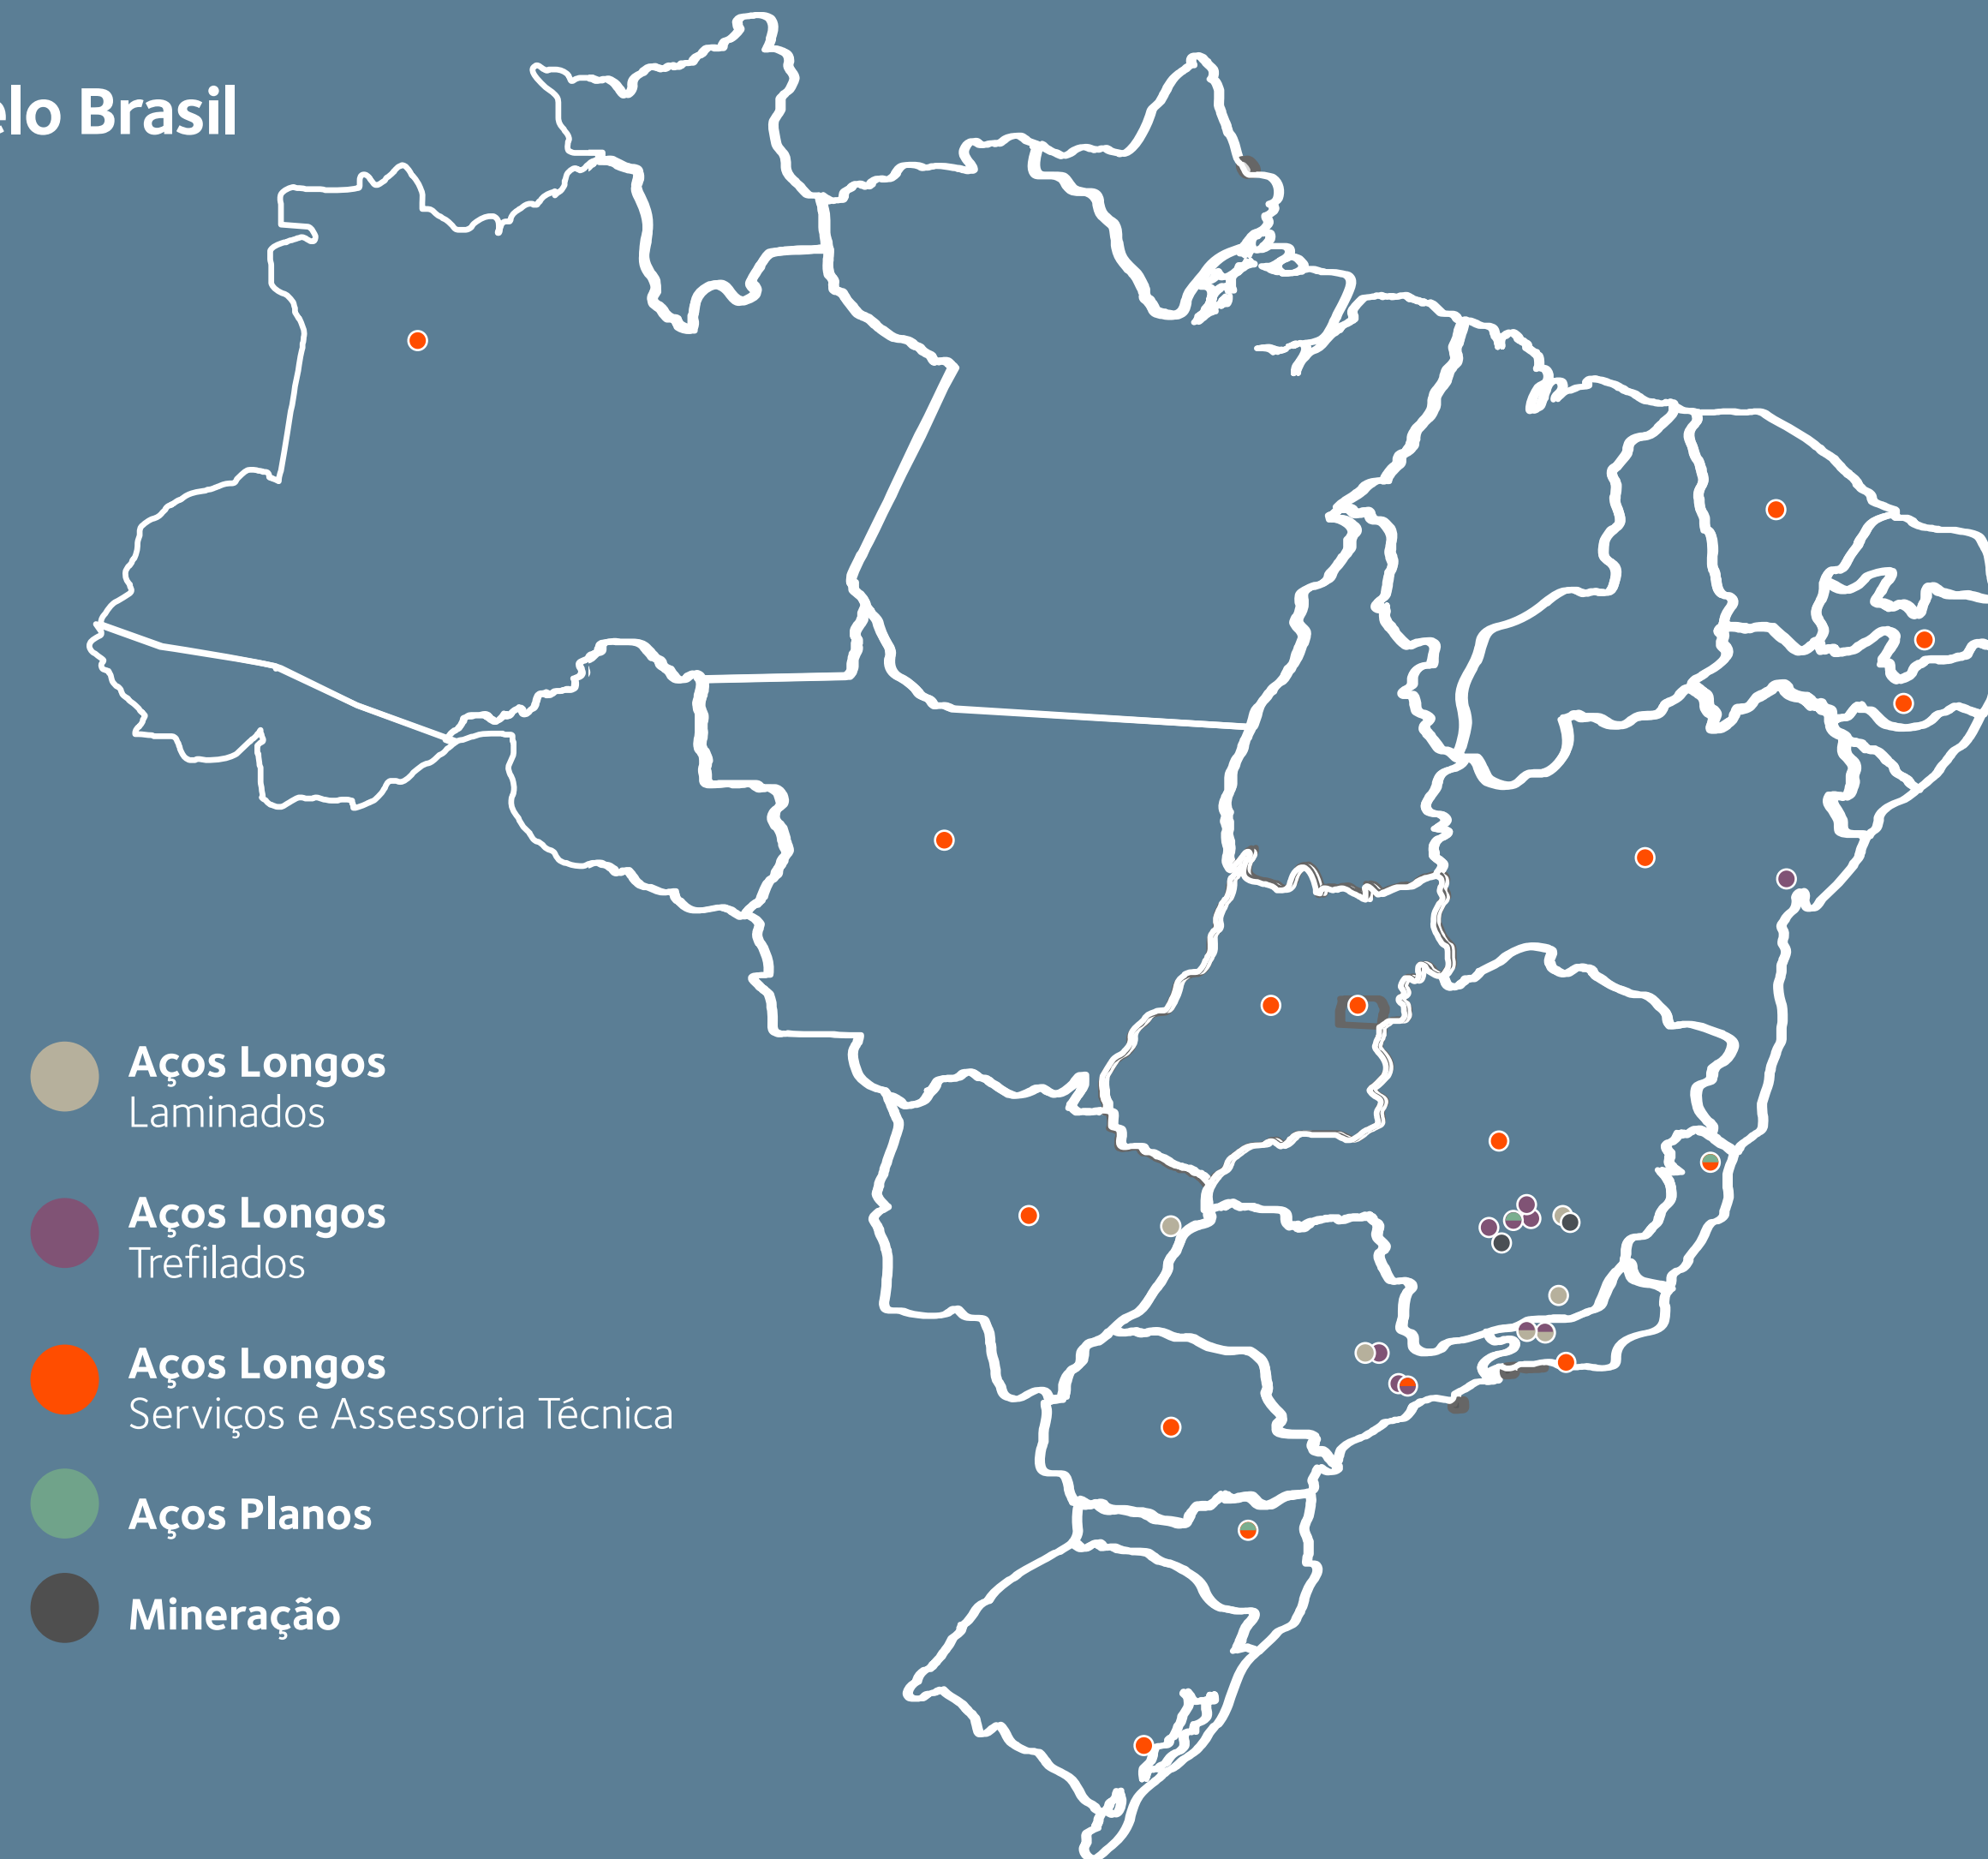 elo Brasil
Aços Longos
Laminados
Aços Longos
Trefilados
Aços Longos
Serviços e Assessoria Técnica
Aços Planos
Mineração